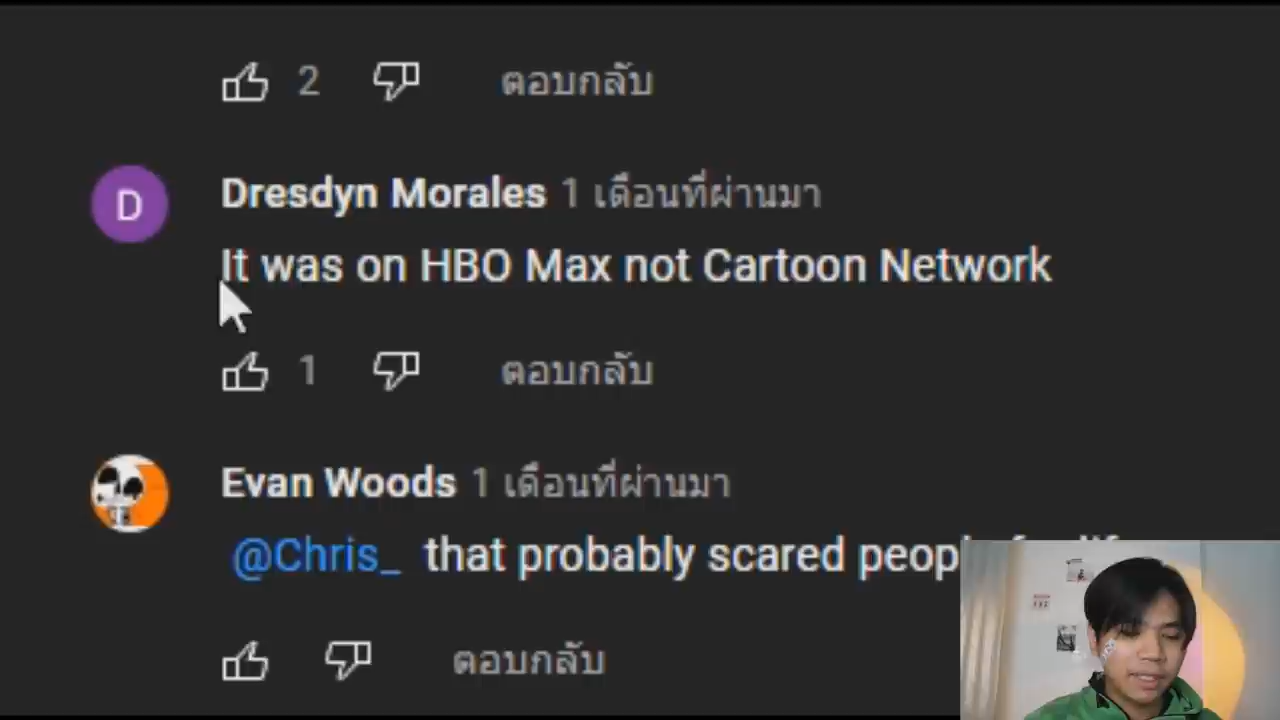 2 ตอบกลับ
D
Dresdyn Morales 1 เดือนที่ผ่านมา
It was on HBO Max not Cartoon Network
1 ตอบกลับ
Evan Woods 1 เดือนที่ผ่านมา
@Chris_ that probably scared
ตอบกลับ